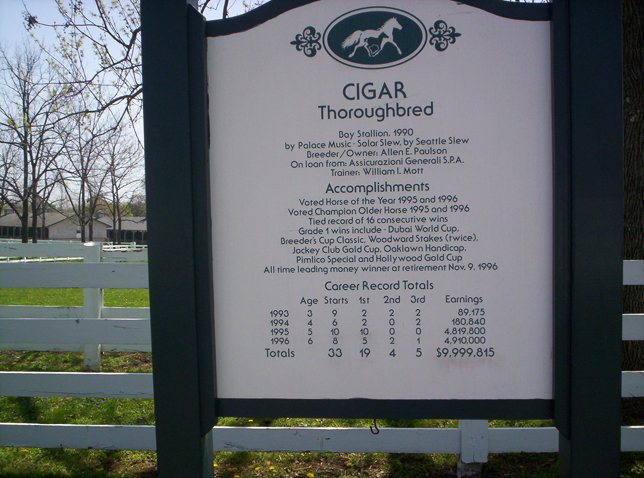 CIGAR
Thoroughbred
Bay Stallion, 1990
by Palace Music - Solar Slew, by Seattle Slew
Breeder/Owner: Allen E. Paulson
On loan from: Assicurazioni Generali S.P.A.
Trainer: William I. Mott
Accomplishments
Voted Horse of the Year 1995 and 1996
Voted Champion Older Horse 1995 and 1996
Tied record of 16 consecutive wins
Grade 1 wins include - Dubai World Cup,
Breeder's Cup Classic, Woodward Stakes (twice),
Jockey Club Gold Cup, Oaklawn Handicap,
Pimlico Special and Hollywood Gold Cup
All time leading money winner at retirement Nov. 9, 1996
Career Record Totals
Age Starts 1st 2nd 3rd Earnings
1993 3 9 2 2 2 89,175
1994 4 6 2 0 2 180,840
1995 5 10 10 0 0 4,819,800
1996 6 8 5 2 1 4,910,000
Totals 33 19 4 5 $9,999,815